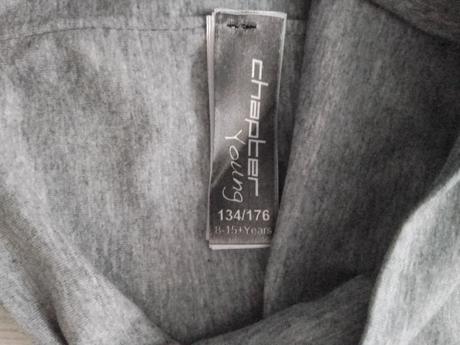 chapter
Young
134/176
8-15+Years